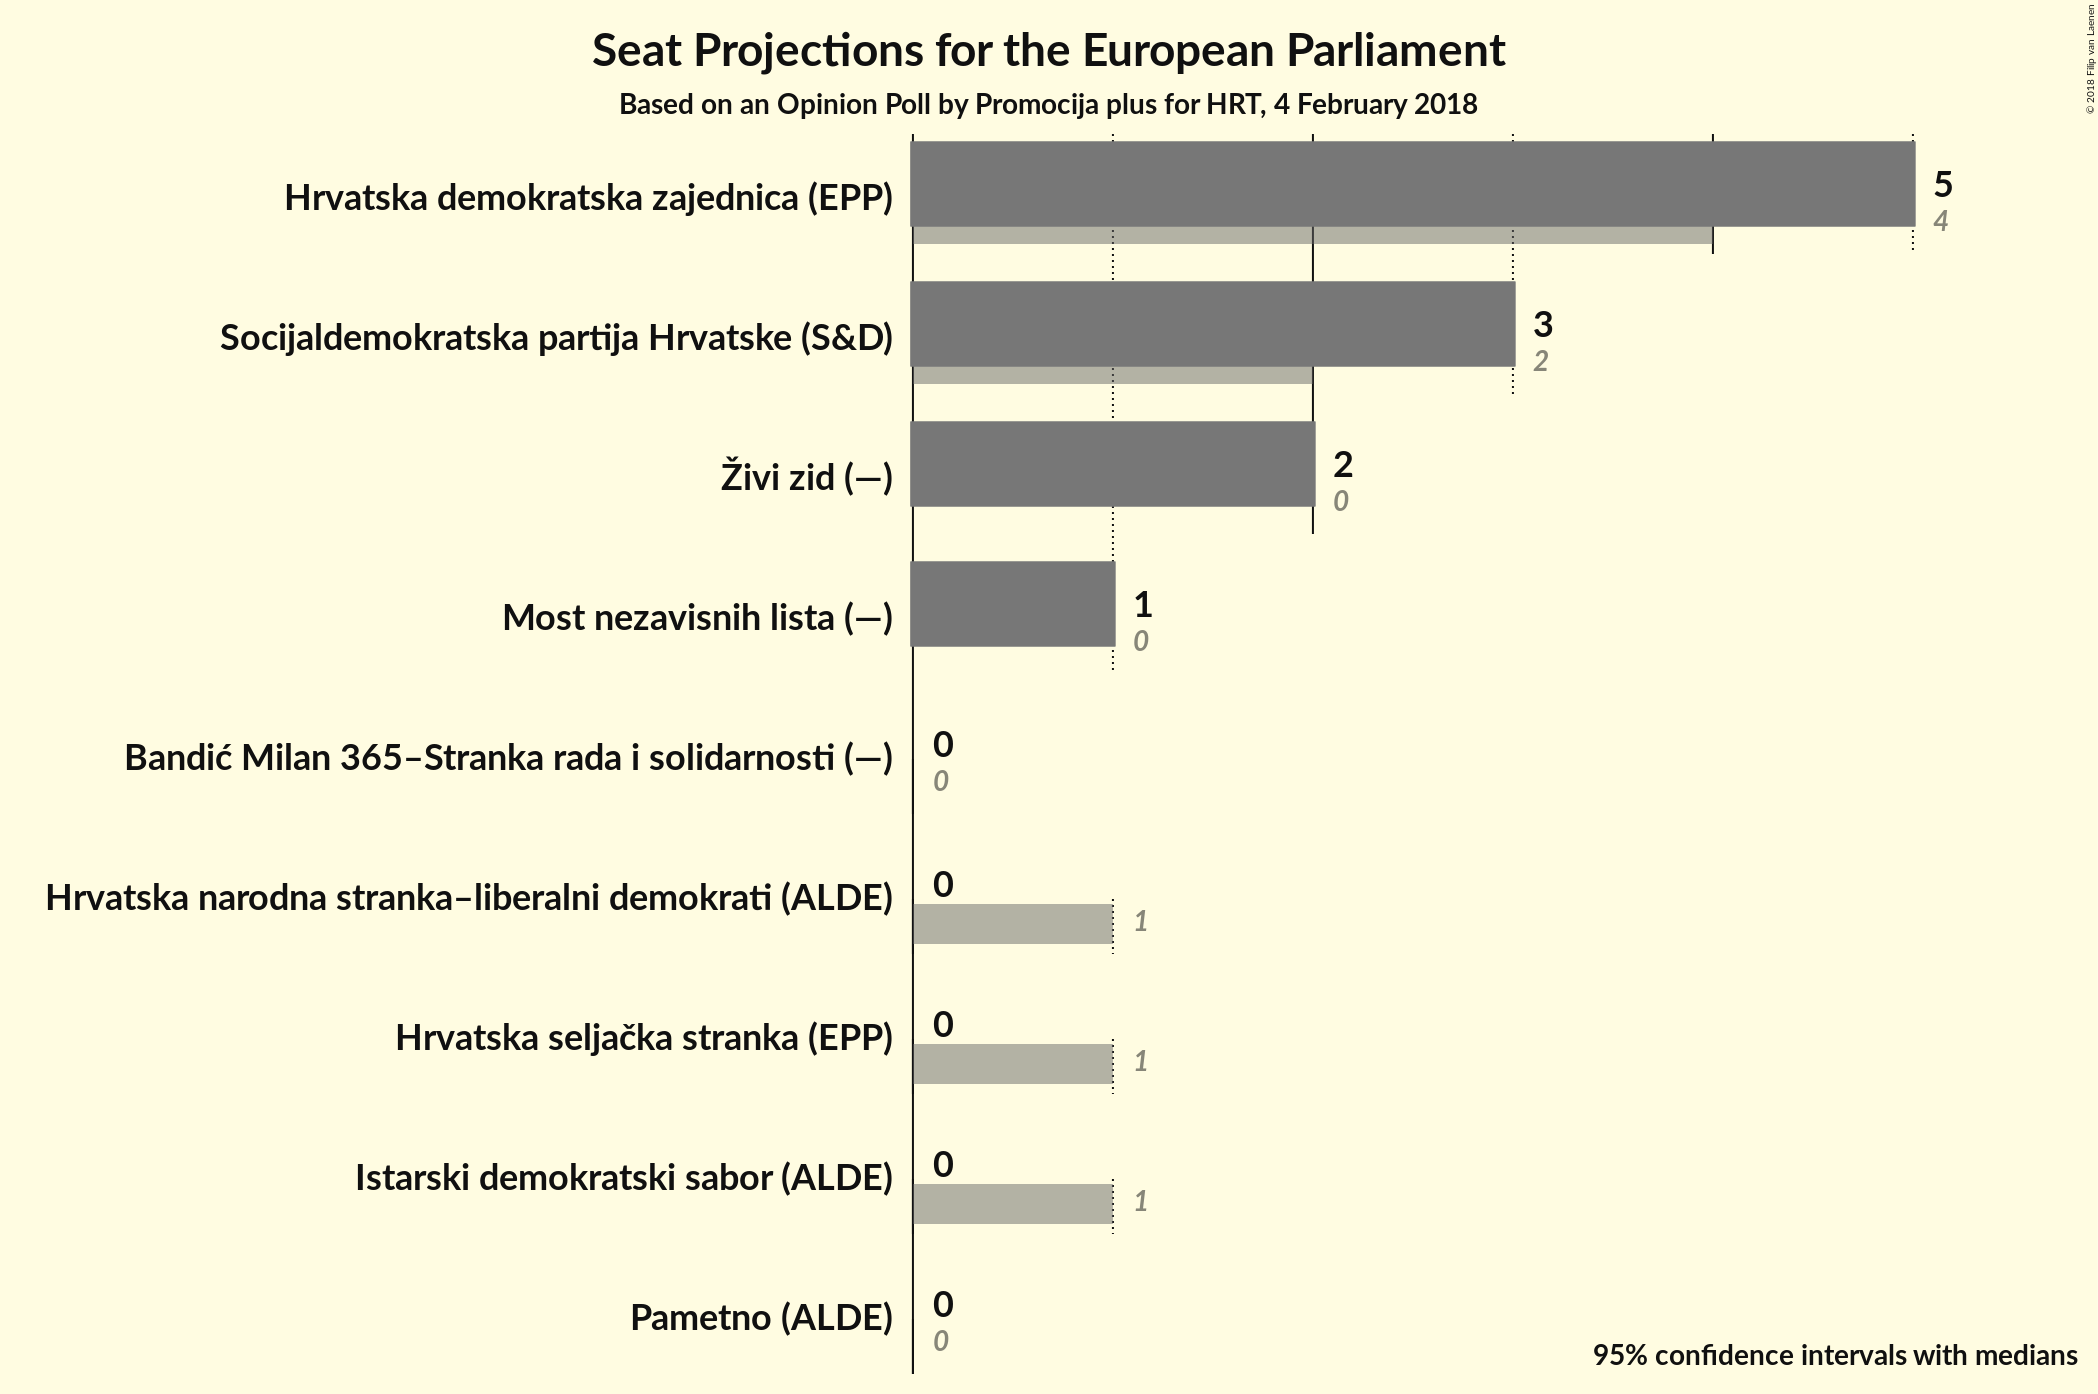 Seat Projections for the European Parliament
Based on an Opinion Poll by Promocija plus for HRT, 4 February 2018
© 2018 Filip van Laenen
Hrvatska demokratska zajednica (EPP)
5
4
Socijaldemokratska partija Hrvatske (S&D)
3
2
Živi zid (—)
2
0
Most nezavisnih lista (—)
1
0
Bandić Milan 365–Stranka rada i solidarnosti (—)
0
0
Hrvatska narodna stranka–liberalni demokrati (ALDE)
0
1
Hrvatska seljačka stranka (EPP)
0
1
Istarski demokratski sabor (ALDE)
0
1
Pametno (ALDE)
0
0
95% confidence intervals with medians